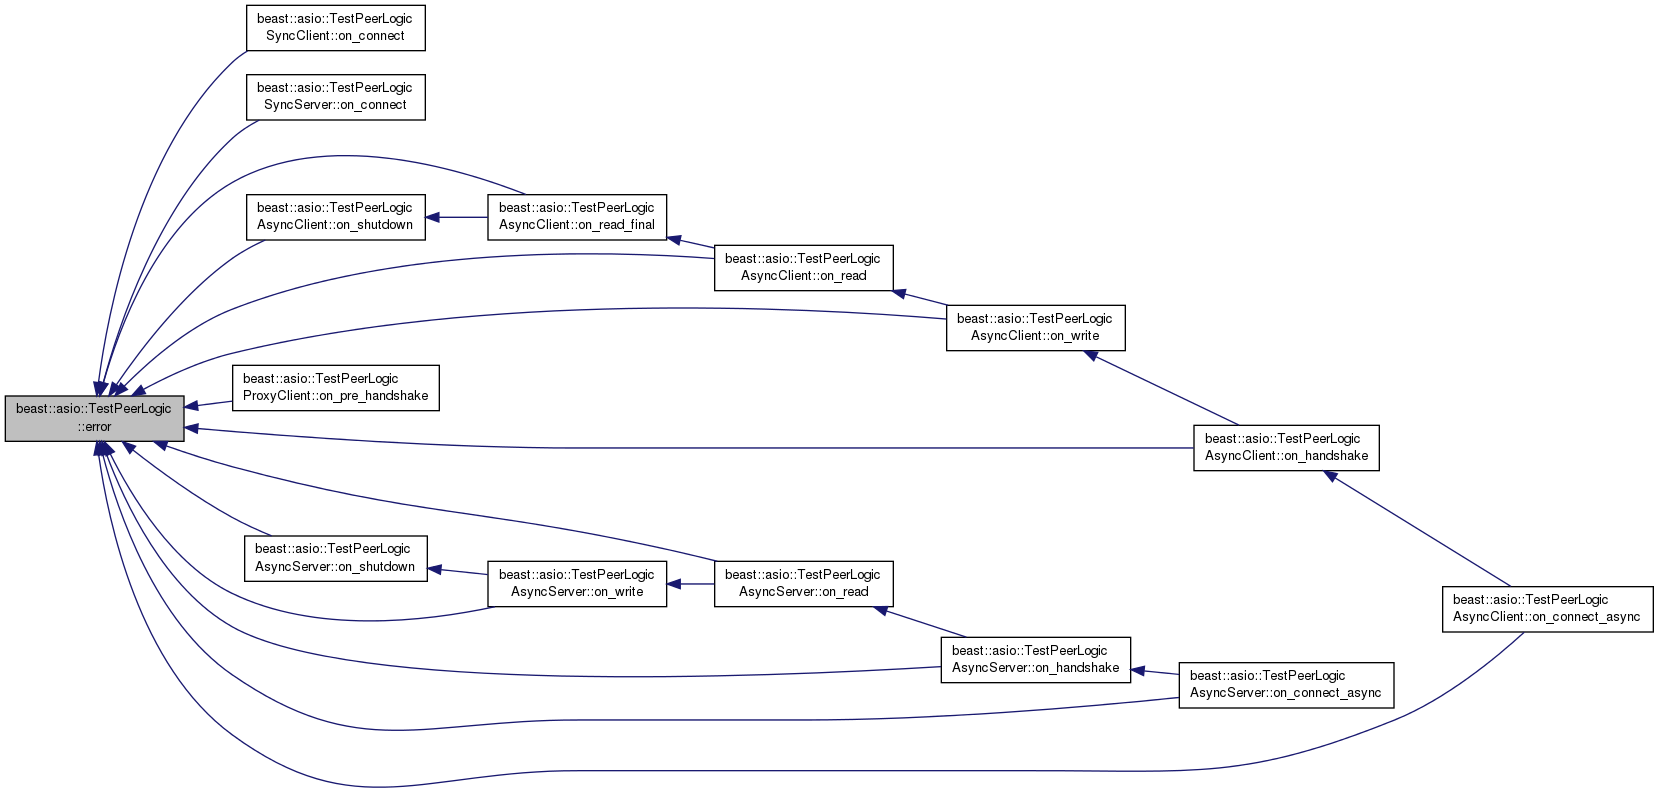 beast::asio::TestPeerLogic
SyncClient::on_connect
beast::asio::TestPeerLogic
SyncServer::on_connect
beast::asio::TestPeerLogic
AsyncClient::on_shutdown
beast::asio::TestPeerLogic
AsyncClient::on_read_final
beast::asio::TestPeerLogic
AsyncClient::on_read
beast::asio::TestPeerLogic
AsyncClient::on_write
beast::asio::TestPeerLogic
ProxyClient::on_pre_handshake
beast::asio::TestPeerLogic
::error
beast::asio::TestPeerLogic
AsyncClient::on_handshake
beast::asio::TestPeerLogic
AsyncServer::on_shutdown
beast::asio::TestPeerLogic
AsyncServer::on_write
beast::asio::TestPeerLogic
AsyncServer::on_read
beast::asio::TestPeerLogic
AsyncClient::on_connect_async
beast::asio::TestPeerLogic
AsyncServer::on_handshake
beast::asio::TestPeerLogic
AsyncServer::on_connect_async